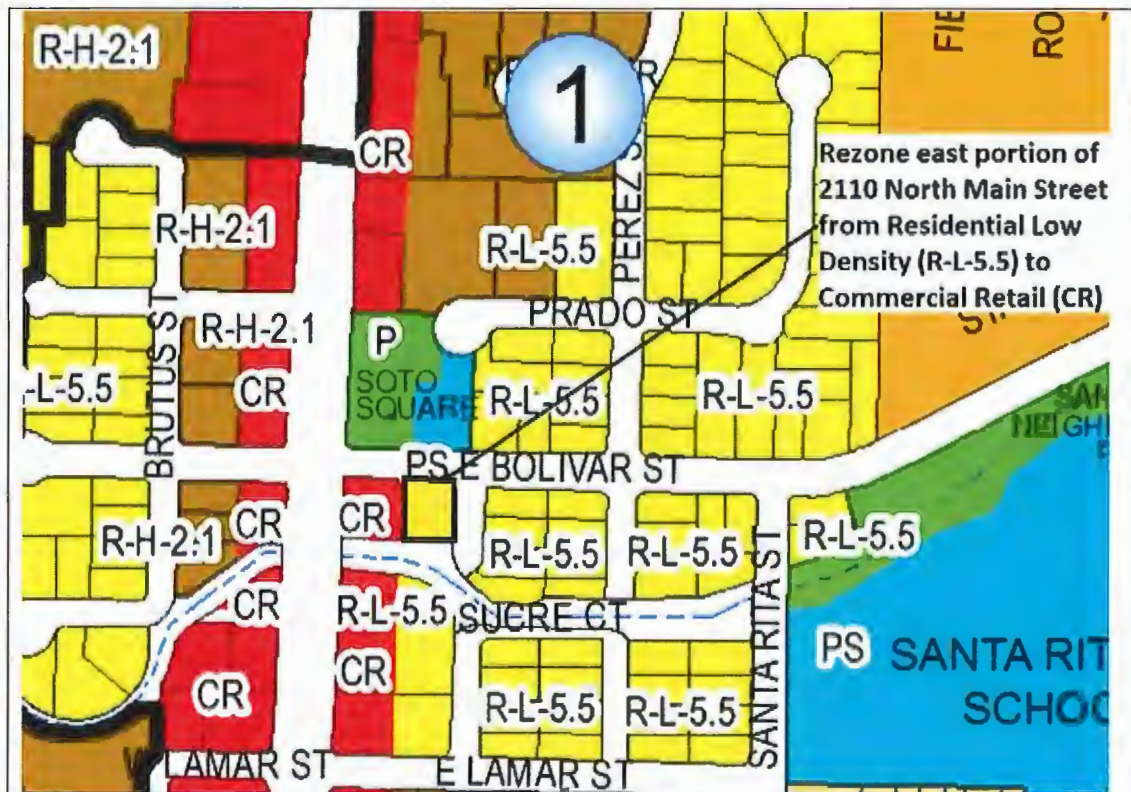 R-H-2:1
CR
1
FIE
RO
Rezone east portion of
2110 North Main Street
from Residential Low
Density (R-L-5.5) to
Commercial Retail (CR)
R-H-2:1
R-L-5.5
PEREZ S
PRADO ST
BRUTUS ST
R-H-2:1
P
SOTO
SQUARE
-L-5.5
CR
R-L-5.5
R-L-5.5
PS
E BOLIVAR ST
SAN
NEIGH
P
R-H-2:1
CR
CR
R-L-5.5
R-L-5.5
R-L-5.5
CR
R-L-5.5
SUCRE CT
SANTA RITA ST
PS
SANTA RIT
SCHOO
CR
CR
R-L-5.5
R-L-5.5
W LAMAR ST
E LAMAR ST